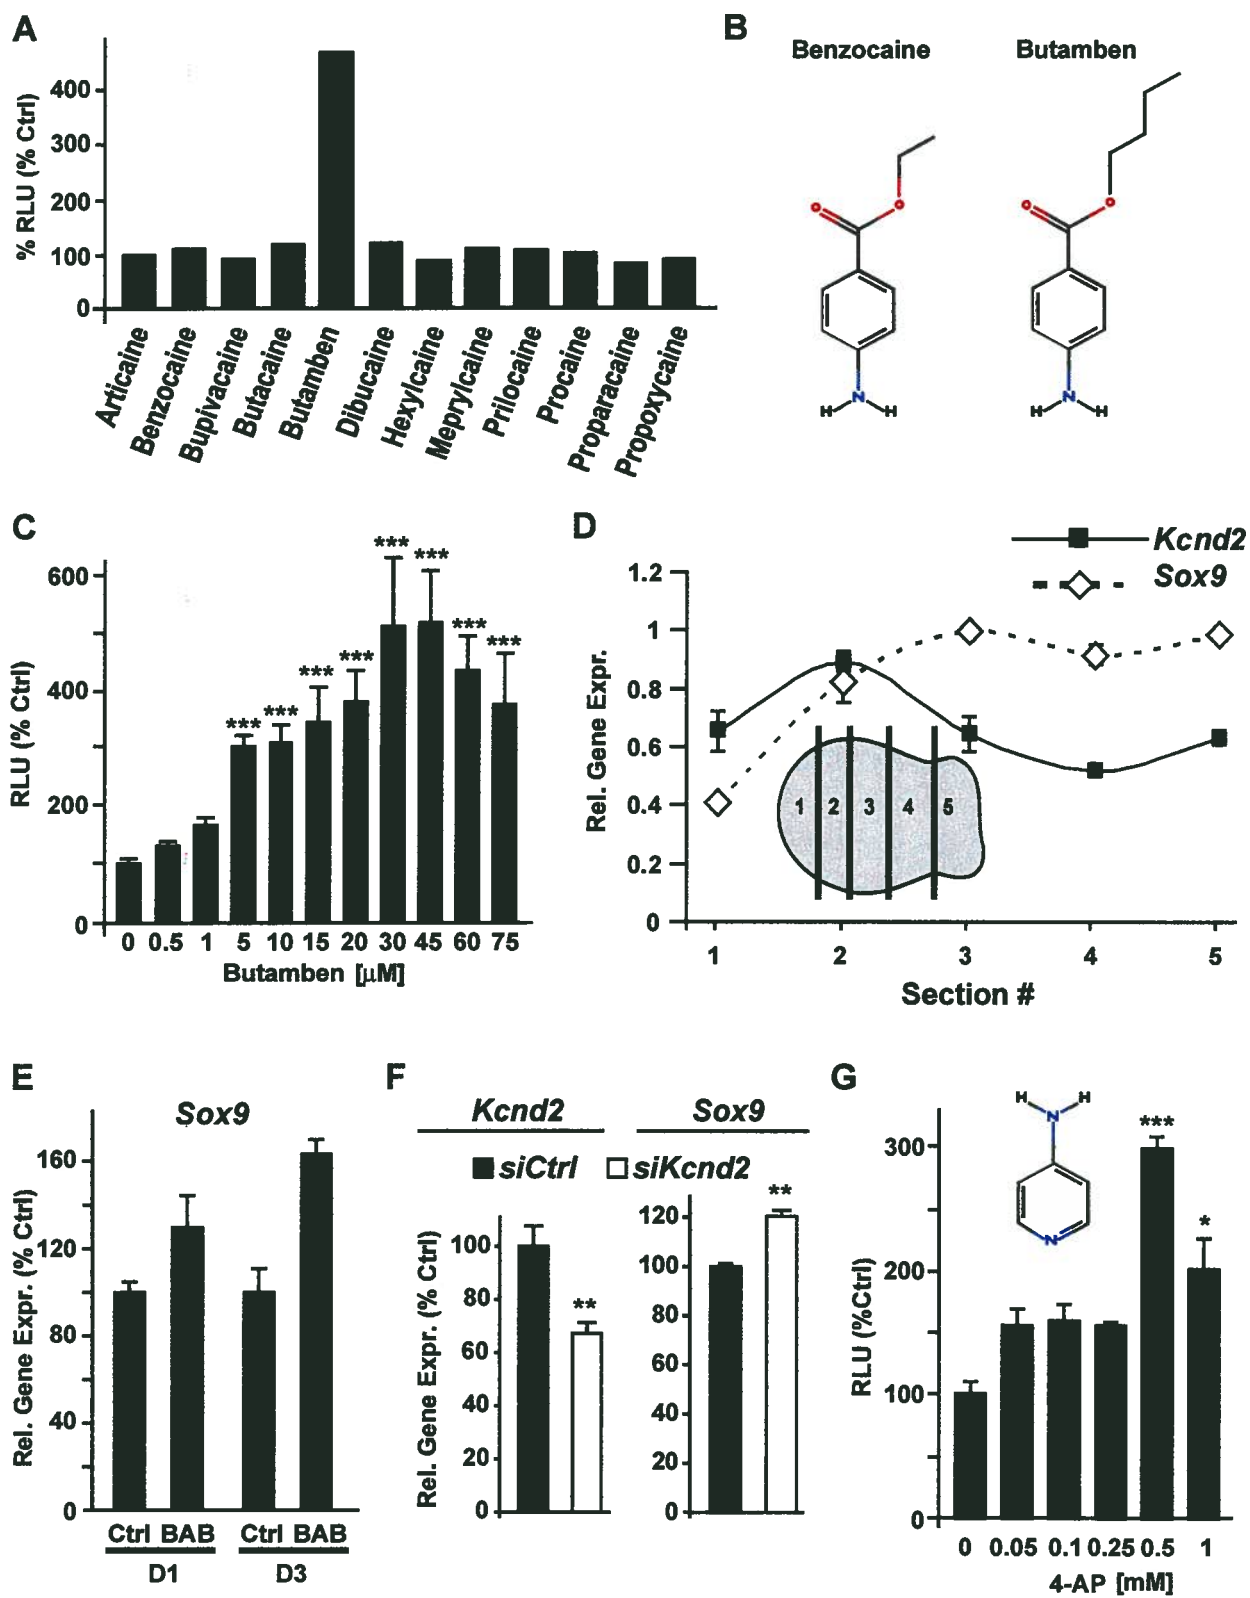 A
% RLU (% Ctrl)
400
300
200
100
0
Articaine
Benzocaine
Bupivacaine
Butacaine
Butamben
Dibucaine
Hexylcaine
Meprylcaine
Prilocaine
Procaine
Proparacaine
Propoxycaine
B
Benzocaine Butamben
O O O O
N N
H H H H
C
RLU (% Ctrl)
600
400
200
0
*** *** *** *** *** *** *** ***
0 0.5 1 5 10 15 20 30 45 60 75
Butamben [µM]
D
Kcnd2
Sox9
Rel. Gene Expr.
1.2
1
0.8
0.6
0.4
0.2
0
1 2 3 4 5
1 2 3 4 5
Section #
E
Sox9
Rel. Gene Expr. (% Ctrl)
160
120
80
40
0
Ctrl BAB Ctrl BAB
D1 D3
F
Kcnd2 Sox9
siCtrl siKcnd2
Rel. Gene Expr. (% Ctrl)
100
80
60
40
20
0
**
120
100
80
60
40
20
0
**
G
H H
N
N
RLU (%Ctrl)
300
200
100
0
***
*
0 0.05 0.1 0.25 0.5 1
4-AP [mM]